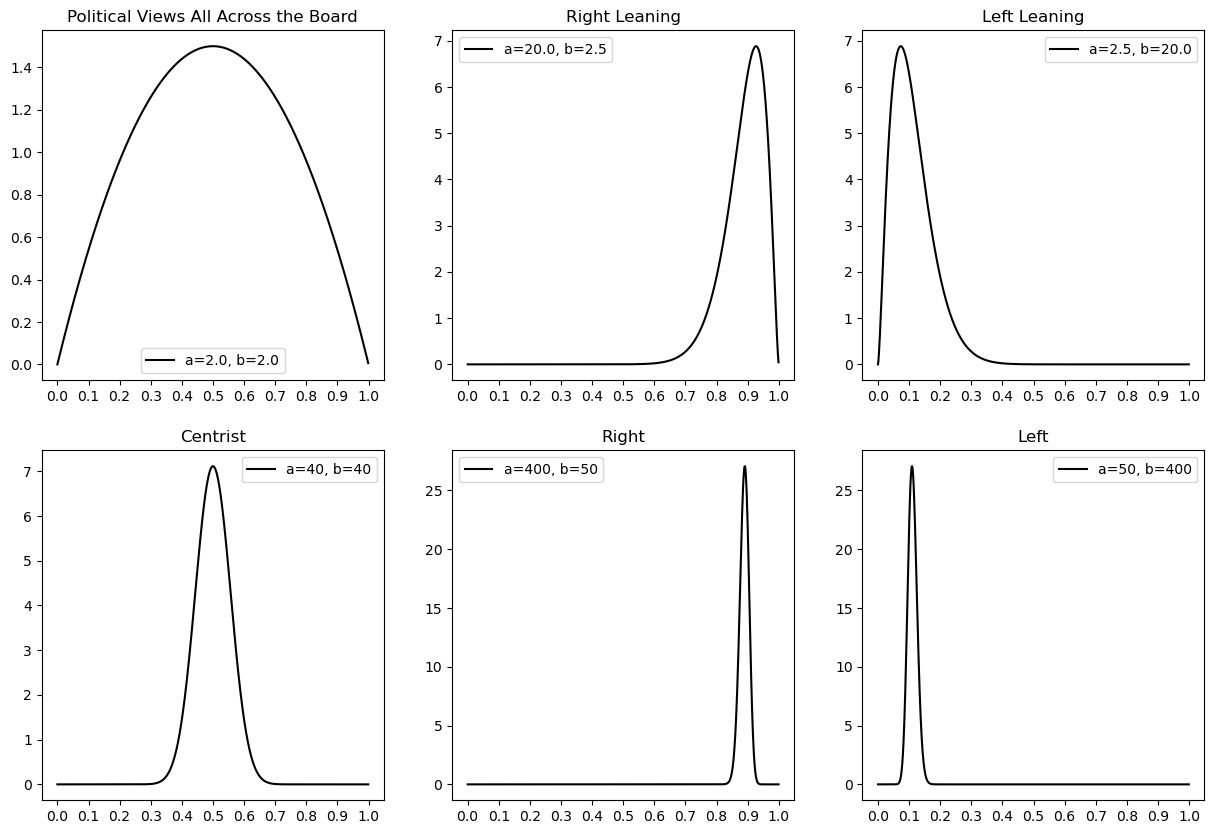 Political Views All Across the Board
Right Leaning
Left Leaning
1.4
1.2
1.0
0.8
0.6
0.4
0.2
0.0
a=2.0, b=2.0
0.0 0.1 0.2 0.3 0.4 0.5 0.6 0.7 0.8 0.9 1.0
7
6
5
4
3
2
1
0
a=20.0, b=2.5
0.0 0.1 0.2 0.3 0.4 0.5 0.6 0.7 0.8 0.9 1.0
7
6
5
4
3
2
1
0
a=2.5, b=20.0
0.0 0.1 0.2 0.3 0.4 0.5 0.6 0.7 0.8 0.9 1.0
Centrist
Right
Left
7
6
5
4
3
2
1
0
a=40, b=40
0.0 0.1 0.2 0.3 0.4 0.5 0.6 0.7 0.8 0.9 1.0
25
20
15
10
5
0
a=400, b=50
0.0 0.1 0.2 0.3 0.4 0.5 0.6 0.7 0.8 0.9 1.0
25
20
15
10
5
0
a=50, b=400
0.0 0.1 0.2 0.3 0.4 0.5 0.6 0.7 0.8 0.9 1.0